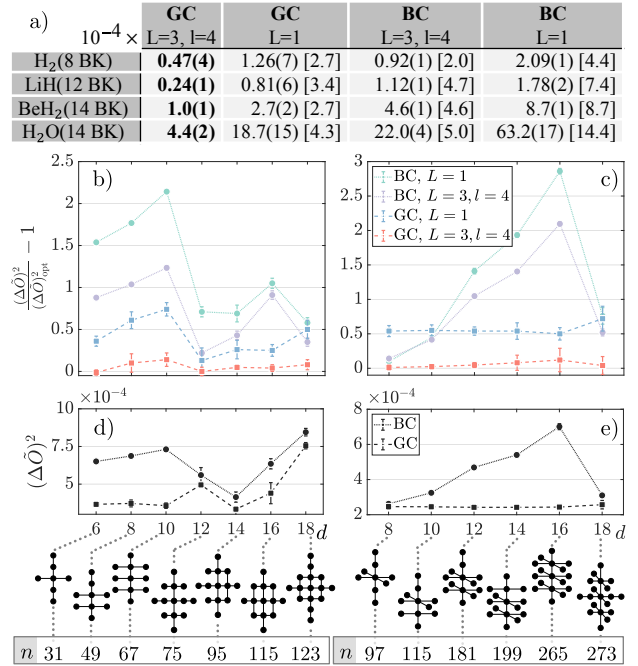 a)
10⁻⁴ ×
GC GC BC BC
L=3, l=4 L=1 L=3, l=4 L=1
H₂(8 BK) 0.47(4) 1.26(7) [2.7] 0.92(1) [2.0] 2.09(1) [4.4]
LiH(12 BK) 0.24(1) 0.81(6) [3.4] 1.12(1) [4.7] 1.78(2) [7.4]
BeH₂(14 BK) 1.0(1) 2.7(2) [2.7] 4.6(1) [4.6] 8.7(1) [8.7]
H₂O(14 BK) 4.4(2) 18.7(15) [4.3] 22.0(4) [5.0] 63.2(17) [14.4]
b)
2.5
2
1.5
1
0.5
0
(ΔÕ)²/(ΔÕ)²opt − 1
c)
3
2.5
2
1.5
1
0.5
0
BC, L = 1
BC, L = 3, l = 4
GC, L = 1
GC, L = 3, l = 4
×10⁻⁴
d)
10
7.5
5
(ΔÕ)²
6 8 10 12 14 16 18 d
×10⁻⁴
e)
8
6
4
2
BC
GC
8 10 12 14 16 18
n 31 49 67 75 95 115 123
n 97 115 181 199 265 273